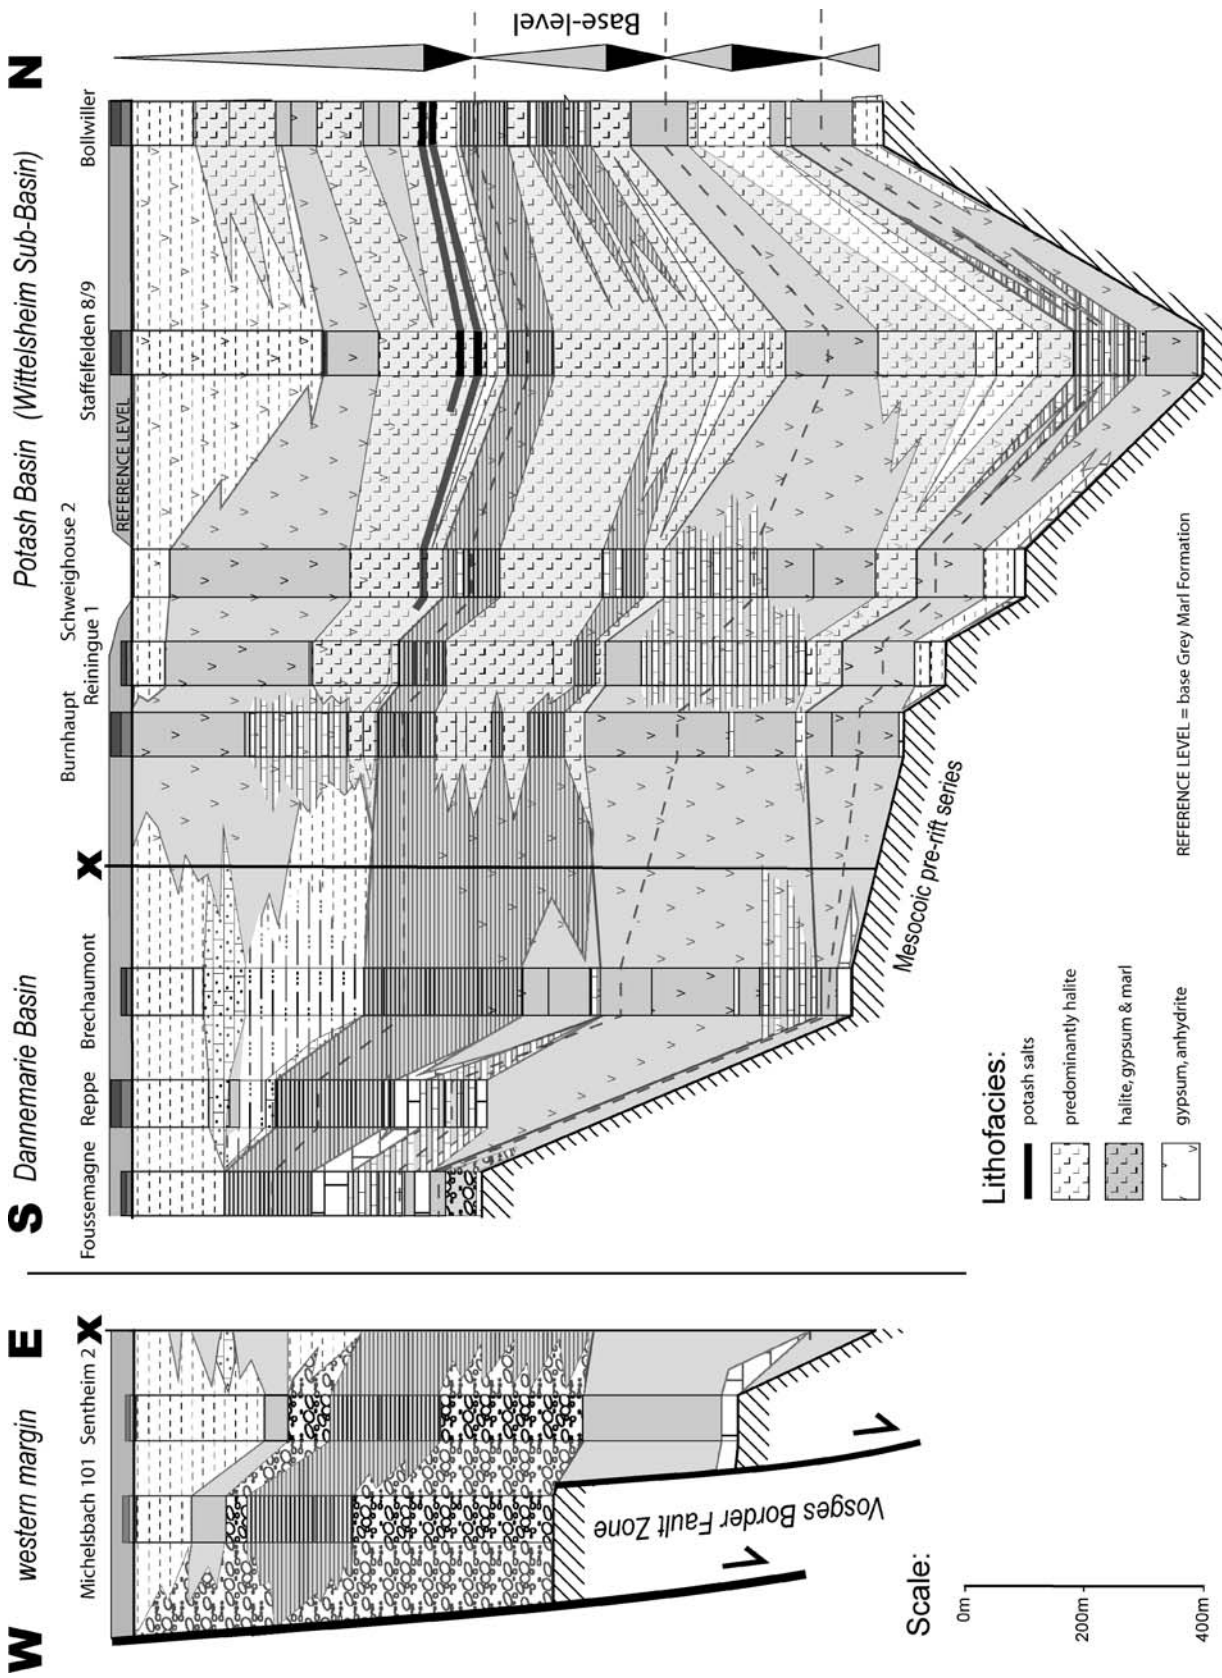 W
western margin
E
S
Dannemarie Basin
Potash Basin (Wittelsheim Sub-Basin)
N
Michelsbach 101
Sentheim 2
X
Foussemagne
Reppe
Brechaumont
X
Burnhaupt
Reiningue 1
Schweighouse 2
Staffelfelden 8/9
Bollwiller
REFERENCE LEVEL
Base-level
Vosges Border Fault Zone
Mesocoic pre-rift series
Scale:
0m
200m
400m
Lithofacies:
potash salts
predominantly halite
halite, gypsum & marl
gypsum, anhydrite
REFERENCE LEVEL = base Grey Marl Formation